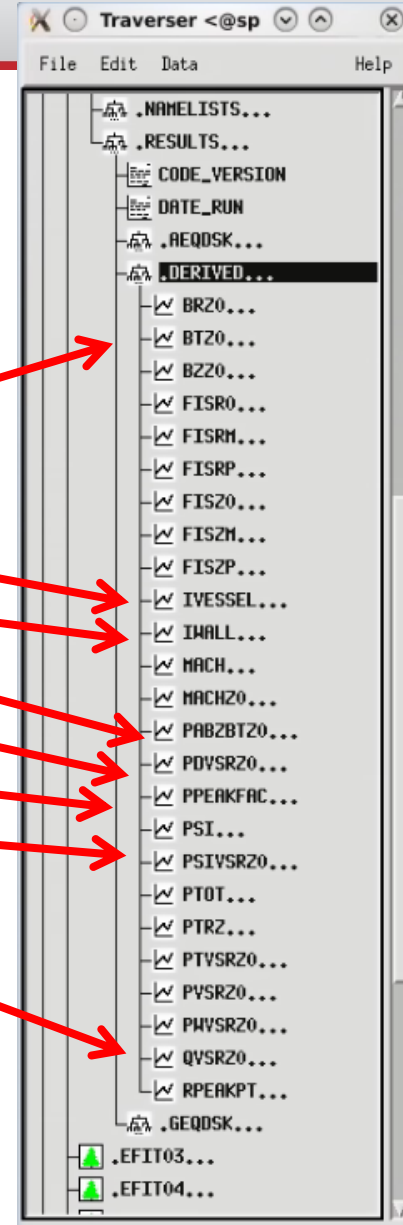 Traverser <@sp
File Edit Data Help
.NAMELISTS...
.RESULTS...
CODE_VERSION
DATE_RUN
.AEQDSK...
.DERIVED...
BRZ0...
BTZ0...
BZZ0...
FISRO...
FISRM...
FISRP...
FISZO...
FISZM...
FISZP...
IVESSEL...
IWALL...
MACH...
MACHZ0...
PABZBTZ0...
PDVSRZ0...
PPEAKFAC...
PSI...
PSIVSRZ0...
PTOT...
PTRZ...
PTVSRZ0...
PVSRZ0...
PWVSRZ0...
QVSRZ0...
RPEAKPT...
.GEQDSK...
.EFIT03...
.EFIT04...